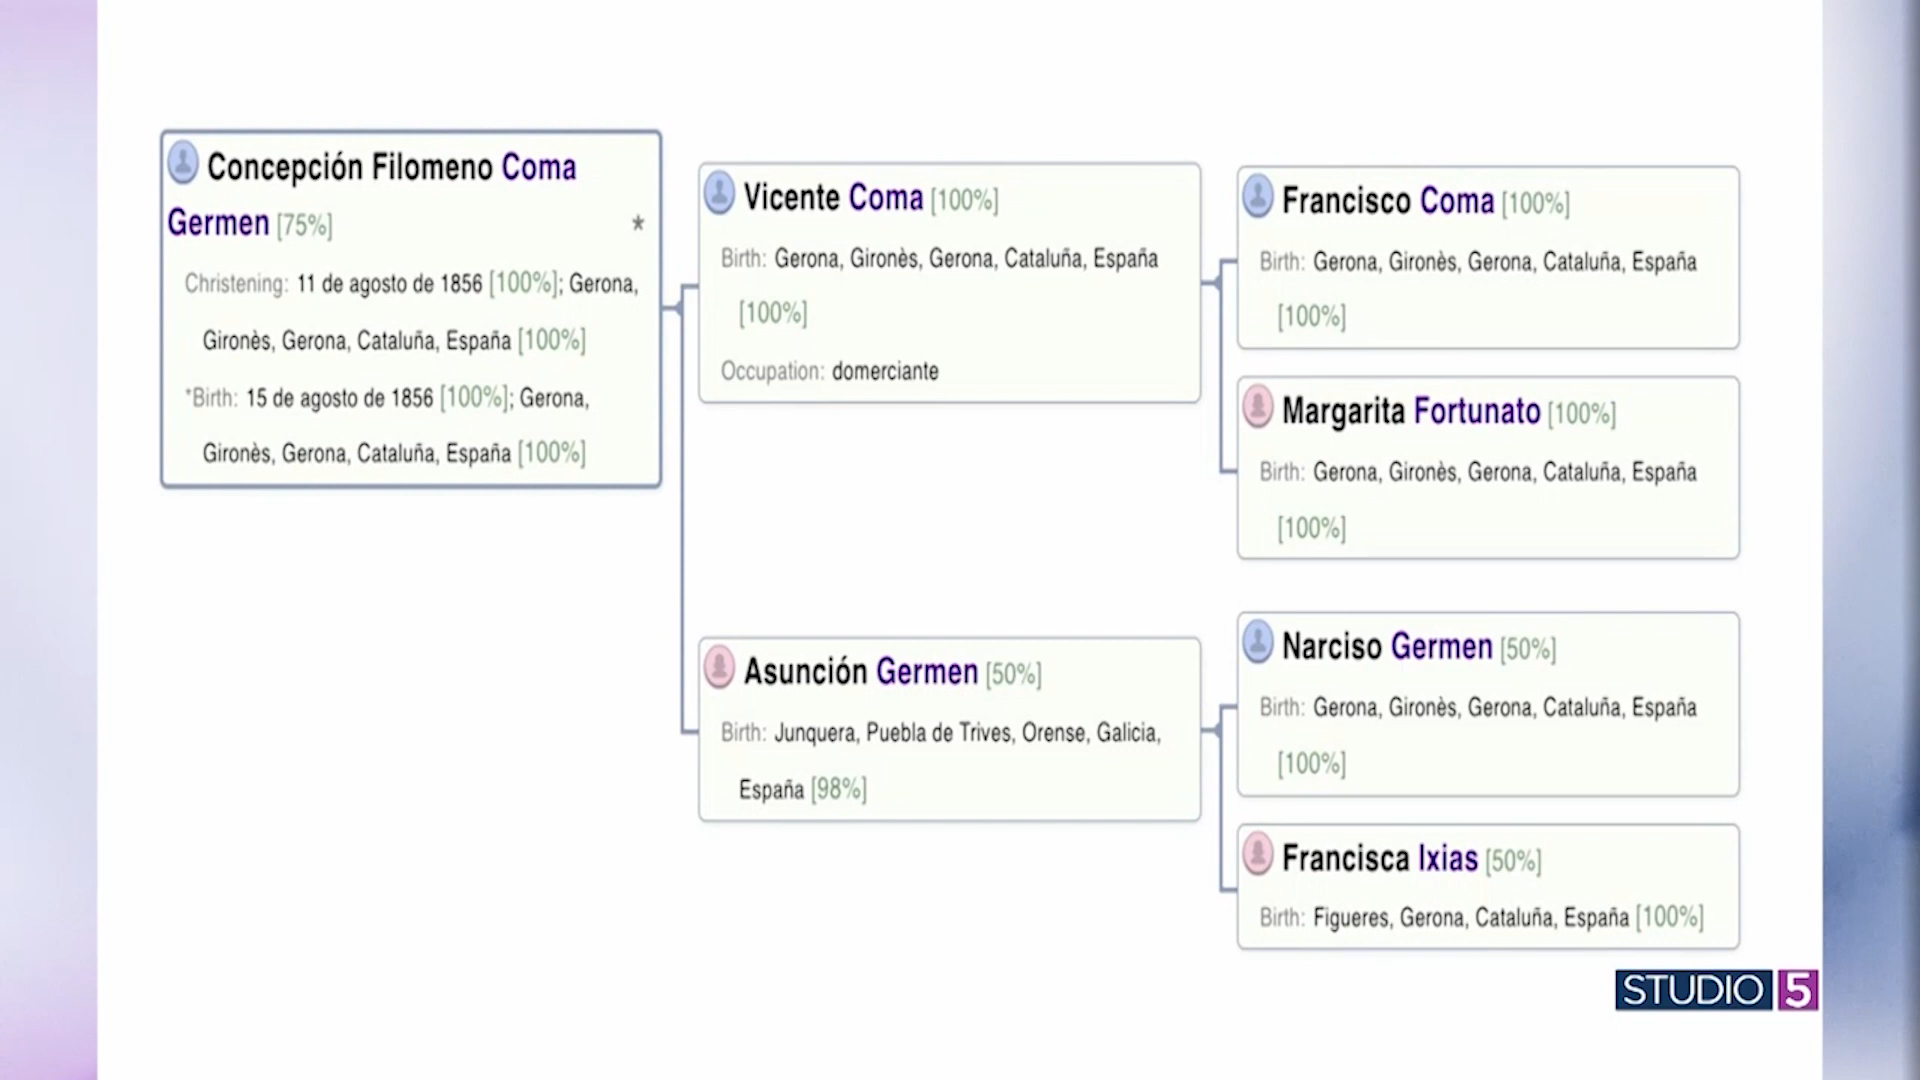 Concepción Filomeno Coma
Germen [75%] *
Christening: 11 de agosto de 1856 [100%]; Gerona,
Gironès, Gerona, Cataluña, España [100%]
*Birth: 15 de agosto de 1856 [100%]; Gerona,
Gironès, Gerona, Cataluña, España [100%]
Vicente Coma [100%]
Birth: Gerona, Gironès, Gerona, Cataluña, España
[100%]
Occupation: domerciante
Asunción Germen [50%]
Birth: Junquera, Puebla de Trives, Orense, Galicia,
España [98%]
Francisco Coma [100%]
Birth: Gerona, Gironès, Gerona, Cataluña, España
[100%]
Margarita Fortunato [100%]
Birth: Gerona, Gironès, Gerona, Cataluña, España
[100%]
Narciso Germen [50%]
Birth: Gerona, Gironès, Gerona, Cataluña, España
[100%]
Francisca Ixias [50%]
Birth: Figueres, Gerona, Cataluña, España [100%]
STUDIO 5